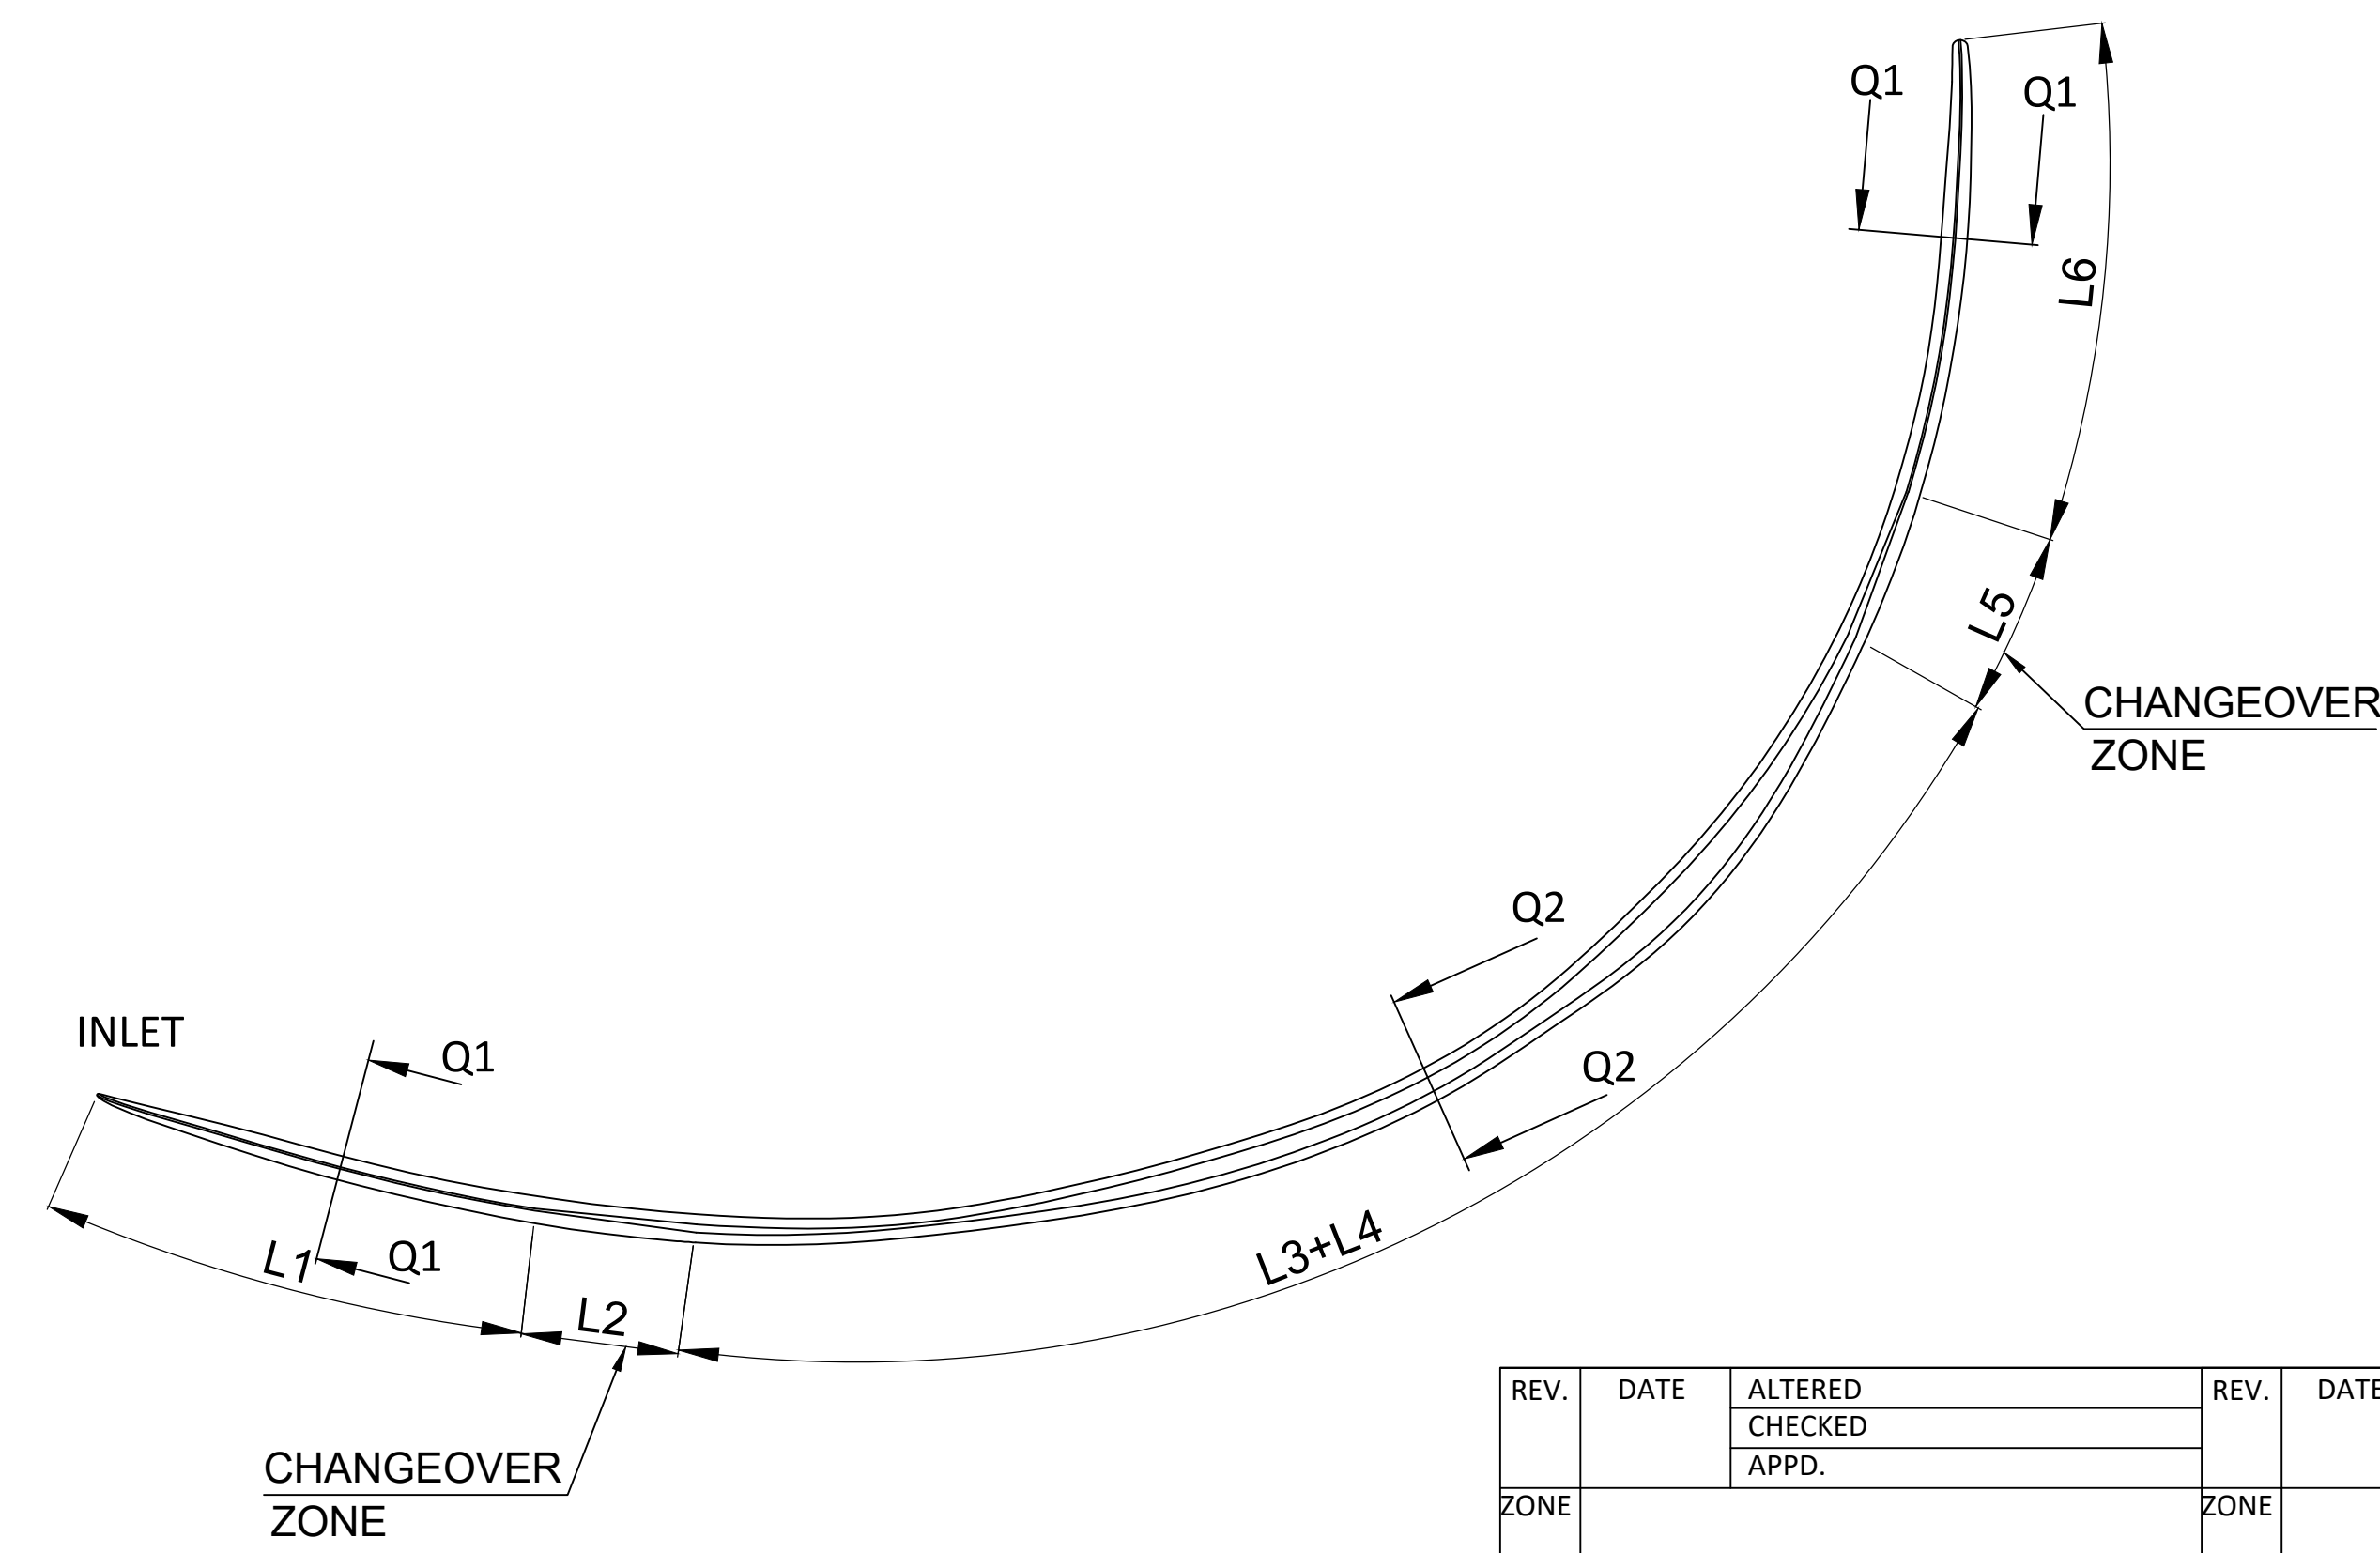 Q1
Q1
L6
L5
CHANGEOVER
ZONE
Q2
INLET
Q1
Q2
L3+L4
L1
Q1
L2
CHANGEOVER
ZONE
REV.
DATE
ALTERED
REV.
DATE
CHECKED
APPD.
ZONE
ZONE